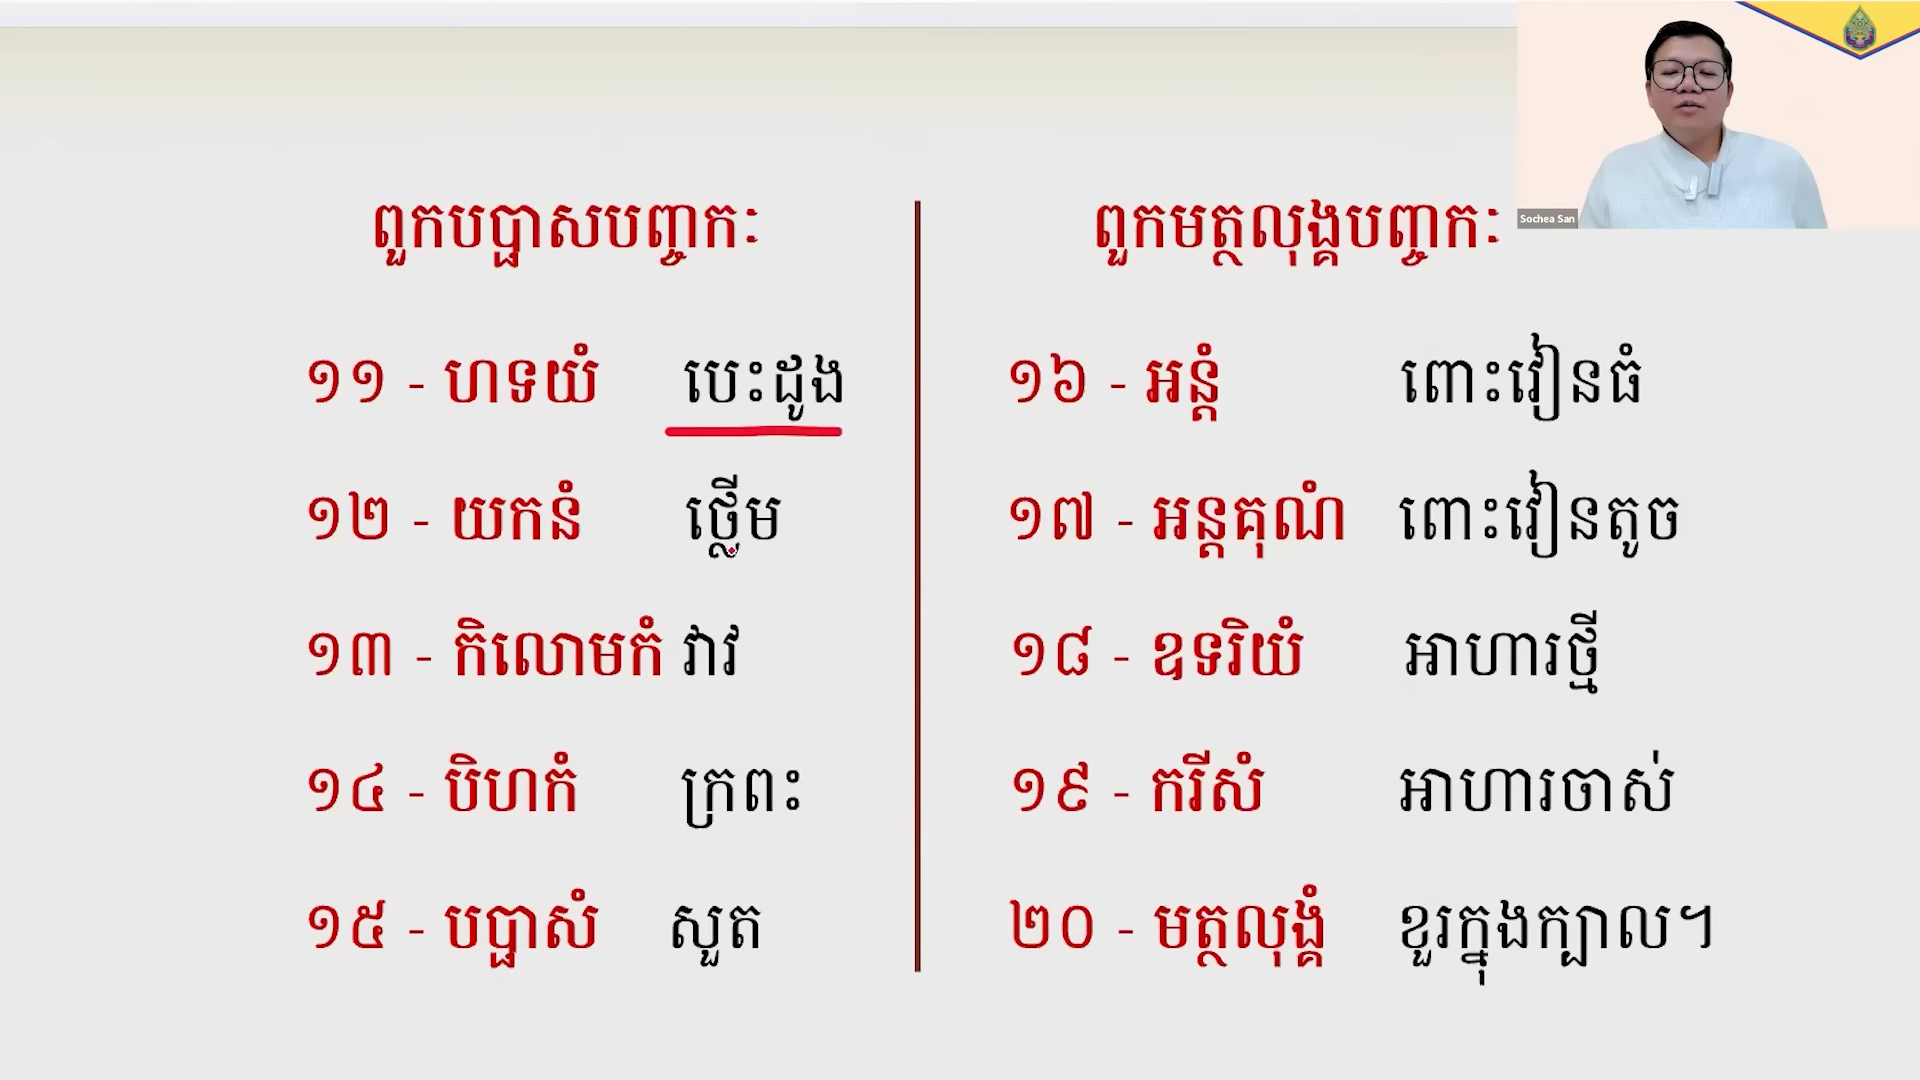 Sochea San
ពួកបប្ផាសបញ្ចកៈ
១១ - ហទយំ បេះដូង
១២ - យកនំ ថ្លើម
១៣ - កិលោមកំ វាវ
១៤ - បិហកំ ក្រពះ
១៥ - បប្ផាសំ សួត
ពួកមត្ថលុង្គបញ្ចកៈ
១៦ - អន្តំ ពោះវៀនធំ
១៧ - អន្តគុណំ ពោះវៀនតូច
១៨ - ឧទរិយំ អាហារថ្មី
១៩ - ករីសំ អាហារចាស់
២០ - មត្ថលុង្គំ ខួរក្នុងក្បាល។